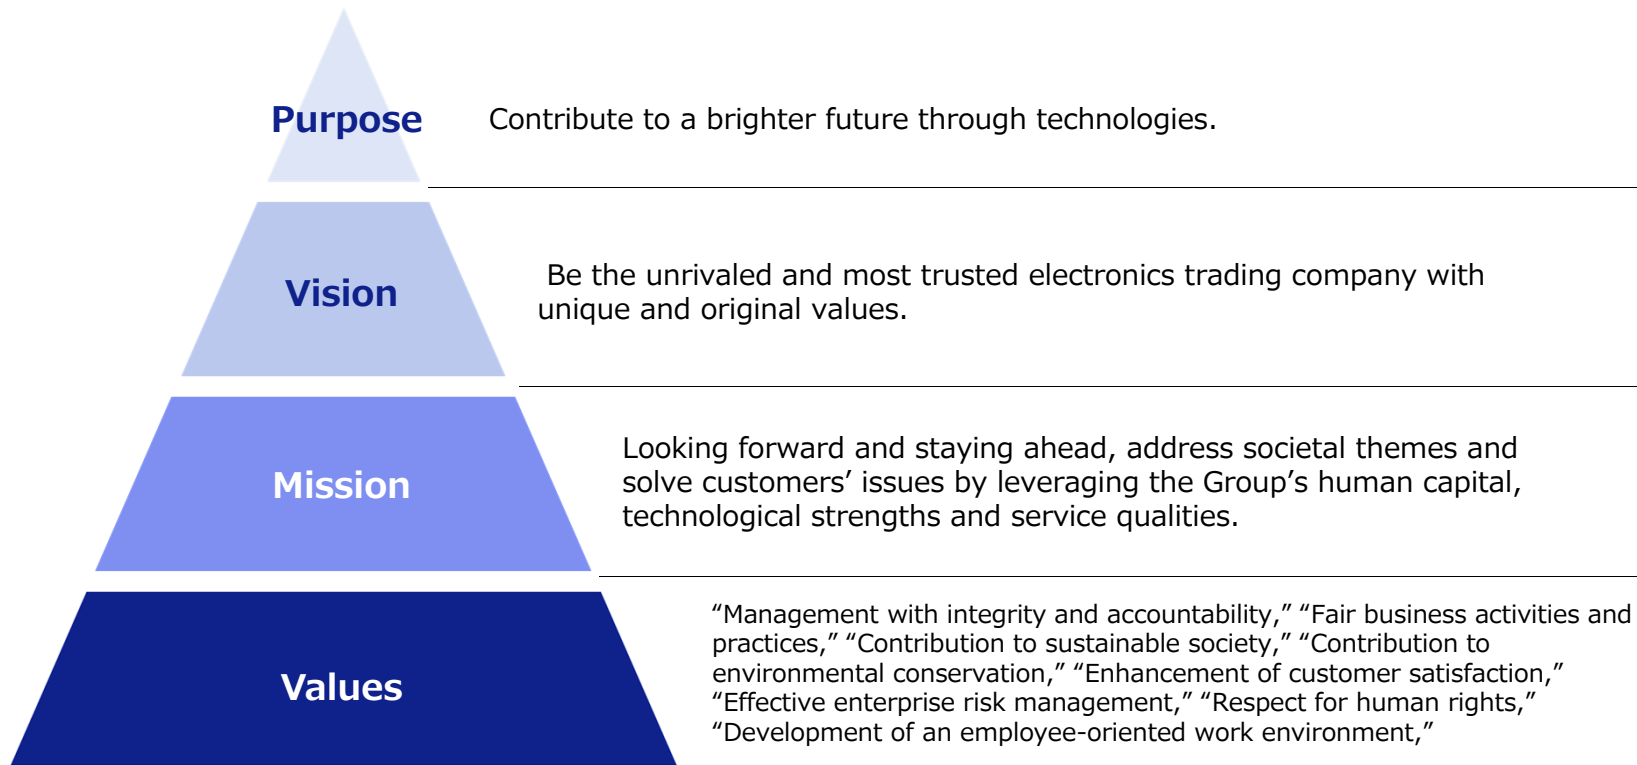 Purpose
Contribute to a brighter future through technologies.
Vision
Be the unrivaled and most trusted electronics trading company with
unique and original values.
Mission
Looking forward and staying ahead, address societal themes and
solve customers’ issues by leveraging the Group’s human capital,
technological strengths and service qualities.
Values
“Management with integrity and accountability,” “Fair business activities and
practices,” “Contribution to sustainable society,” “Contribution to
environmental conservation,” “Enhancement of customer satisfaction,”
“Effective enterprise risk management,” “Respect for human rights,”
“Development of an employee-oriented work environment,”